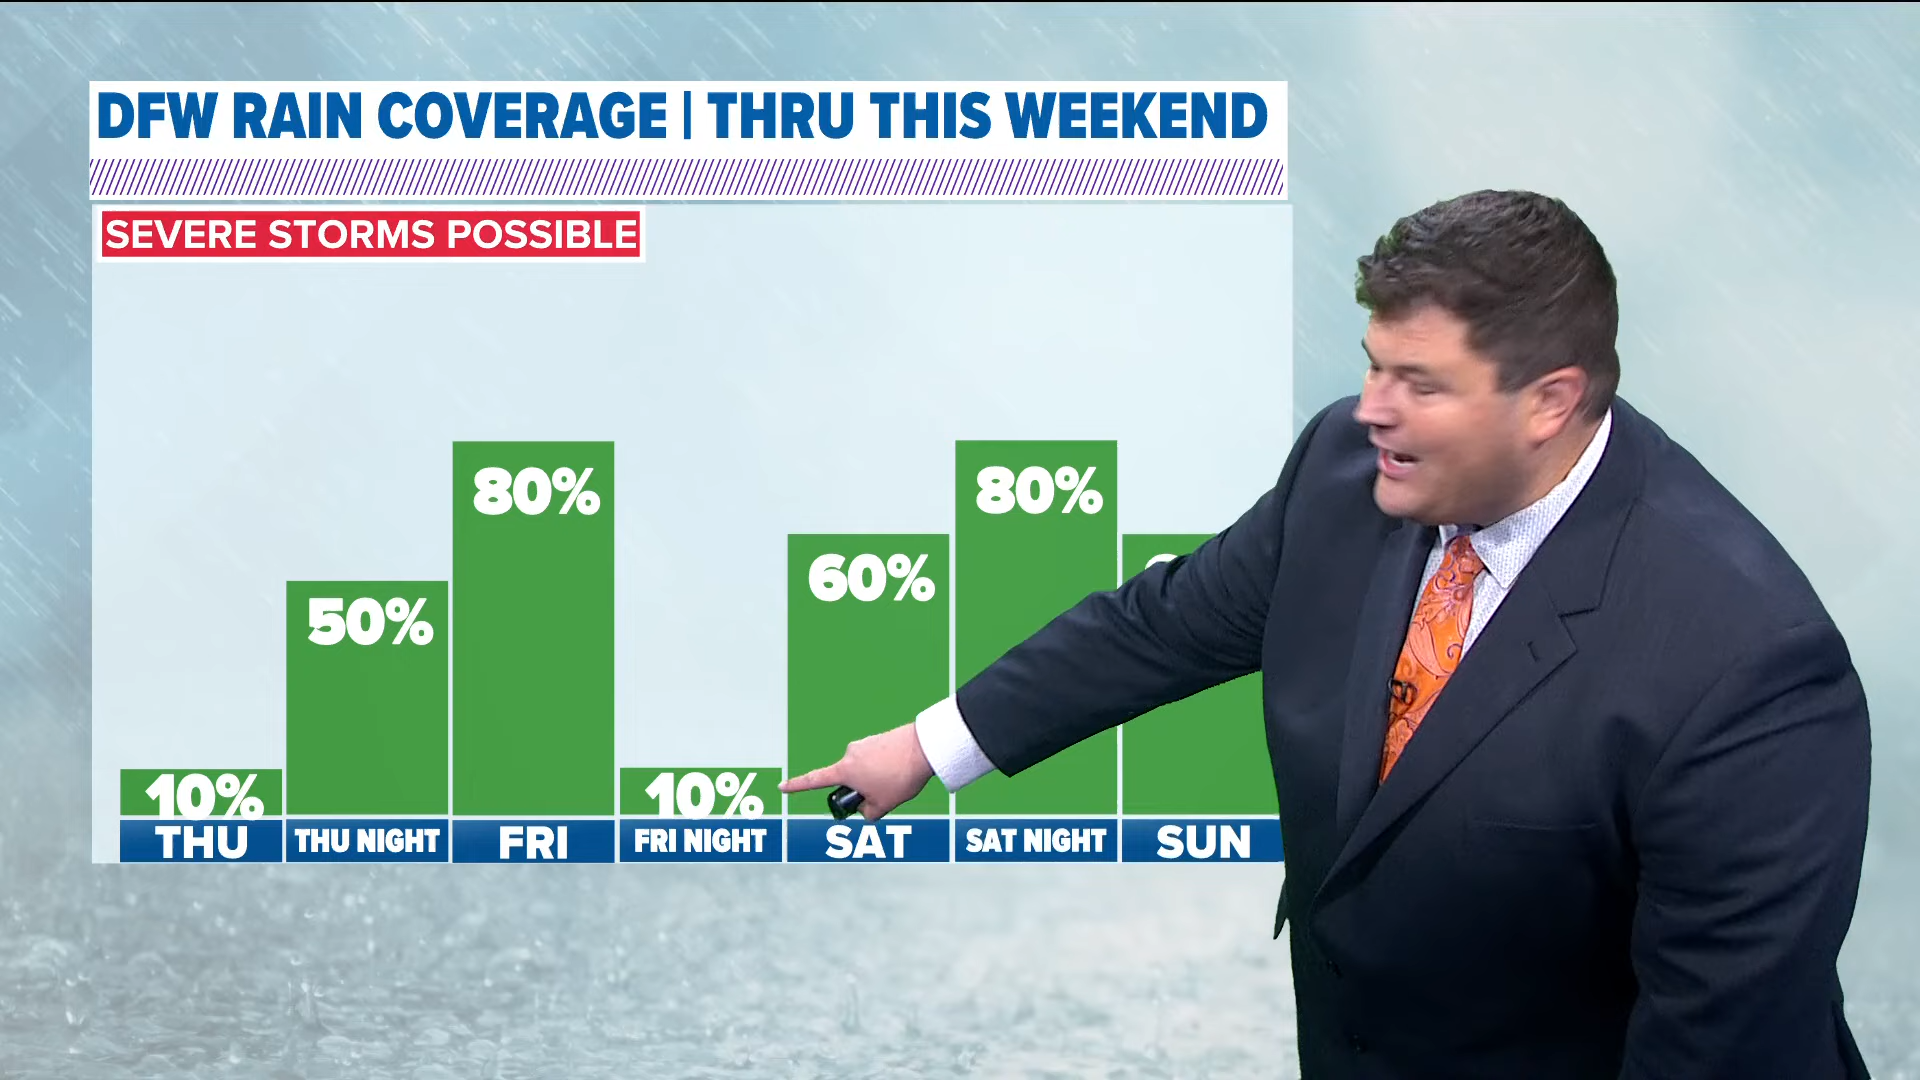 DFW RAIN COVERAGE | THRU THIS WEEKEND
SEVERE STORMS POSSIBLE
80% 80%
60%
50%
10% 10%
THU THU NIGHT FRI FRI NIGHT SAT SAT NIGHT SUN